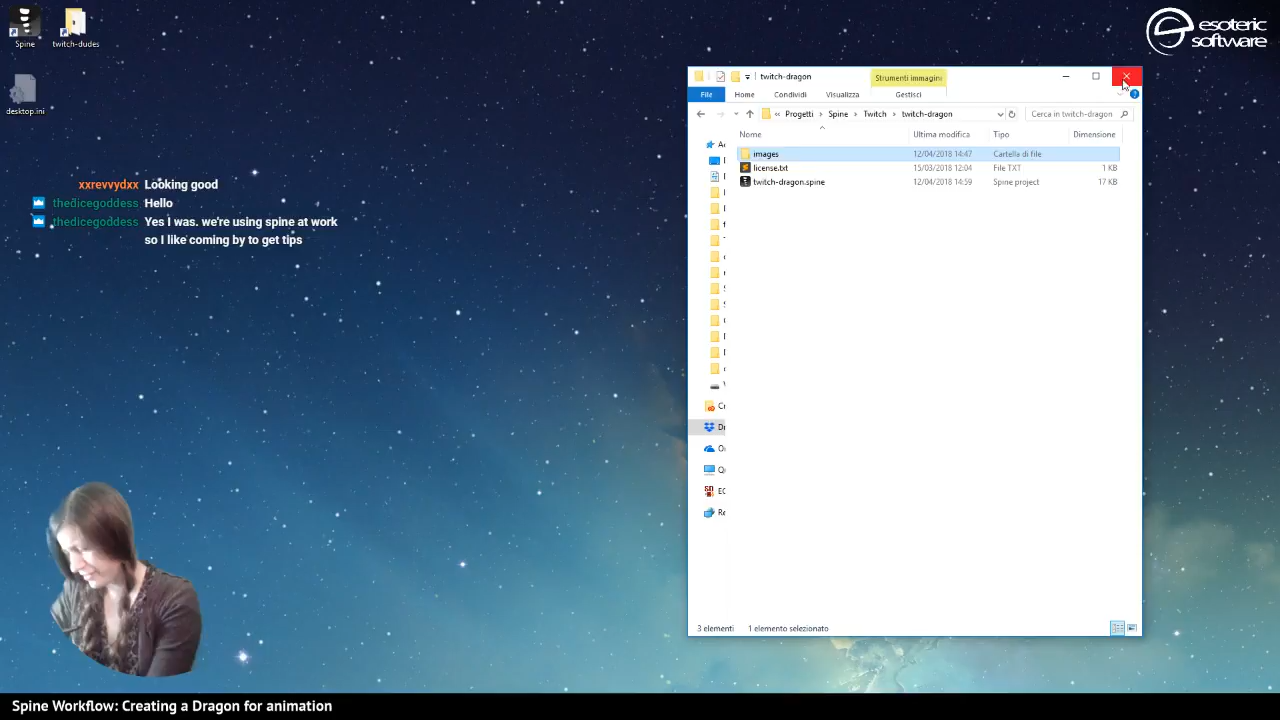 Spine
twitch-dudes
desktop.ini
esoteric
software
twitch-dragon
Strumenti immagini
File
Home
Condividi
Visualizza
Gestisci
« Progetti > Spine > Twitch > twitch-dragon
Cerca in twitch-dragon
Nome
Ultima modifica
Tipo
Dimensione
images 12/04/2018 14:47 Cartella di file
license.txt 15/03/2018 12:04 File TXT 1 KB
twitch-dragon.spine 12/04/2018 14:59 Spine project 17 KB
xxrevvydxx Looking good
thedicegoddess Hello
thedicegoddess Yes I was. we're using spine at work
so I like coming by to get tips
3 elementi 1 elemento selezionato
Spine Workflow: Creating a Dragon for animation